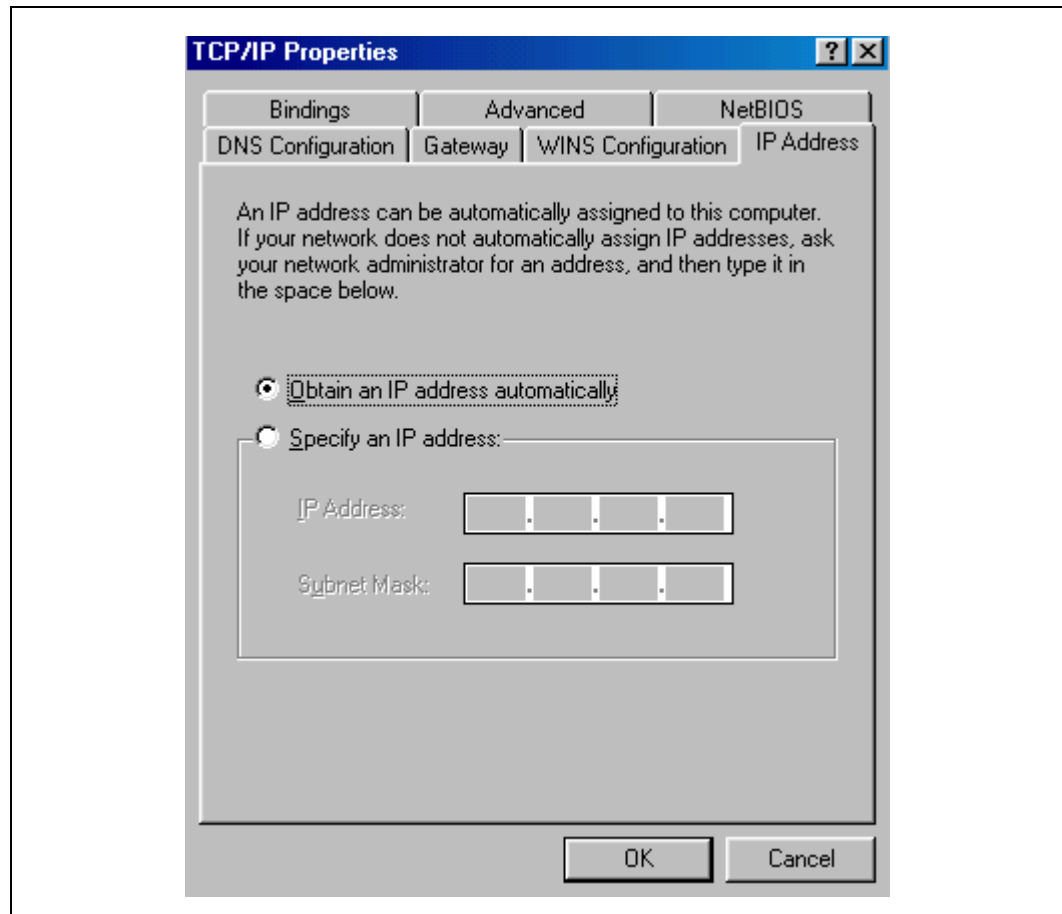 TCP/IP Properties
Bindings
Advanced
NetBIOS
DNS Configuration
Gateway
WINS Configuration
IP Address
An IP address can be automatically assigned to this computer.
If your network does not automatically assign IP addresses, ask
your network administrator for an address, and then type it in
the space below.
Obtain an IP address automatically
Specify an IP address:
IP Address:
. . .
Subnet Mask:
. . .
OK
Cancel